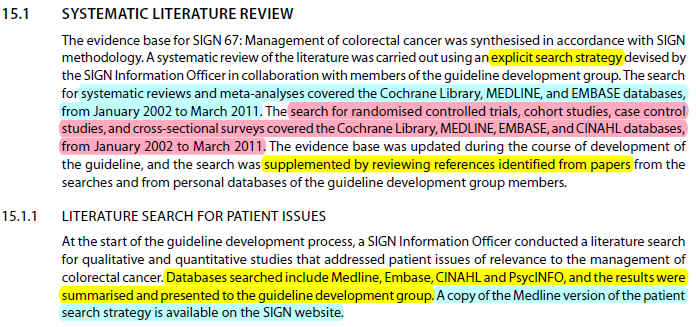 15.1 SYSTEMATIC LITERATURE REVIEW
The evidence base for SIGN 67: Management of colorectal cancer was synthesised in accordance with SIGN
methodology. A systematic review of the literature was carried out using an explicit search strategy devised by
the SIGN Information Officer in collaboration with members of the guideline development group. The search
for systematic reviews and meta-analyses covered the Cochrane Library, MEDLINE, and EMBASE databases,
from January 2002 to March 2011. The search for randomised controlled trials, cohort studies, case control
studies, and cross-sectional surveys covered the Cochrane Library, MEDLINE, EMBASE, and CINAHL databases,
from January 2002 to March 2011. The evidence base was updated during the course of development of
the guideline, and the search was supplemented by reviewing references identified from papers from the
searches and from personal databases of the guideline development group members.
15.1.1 LITERATURE SEARCH FOR PATIENT ISSUES
At the start of the guideline development process, a SIGN Information Officer conducted a literature search
for qualitative and quantitative studies that addressed patient issues of relevance to the management of
colorectal cancer. Databases searched include Medline, Embase, CINAHL and PsycINFO, and the results were
summarised and presented to the guideline development group. A copy of the Medline version of the patient
search strategy is available on the SIGN website.